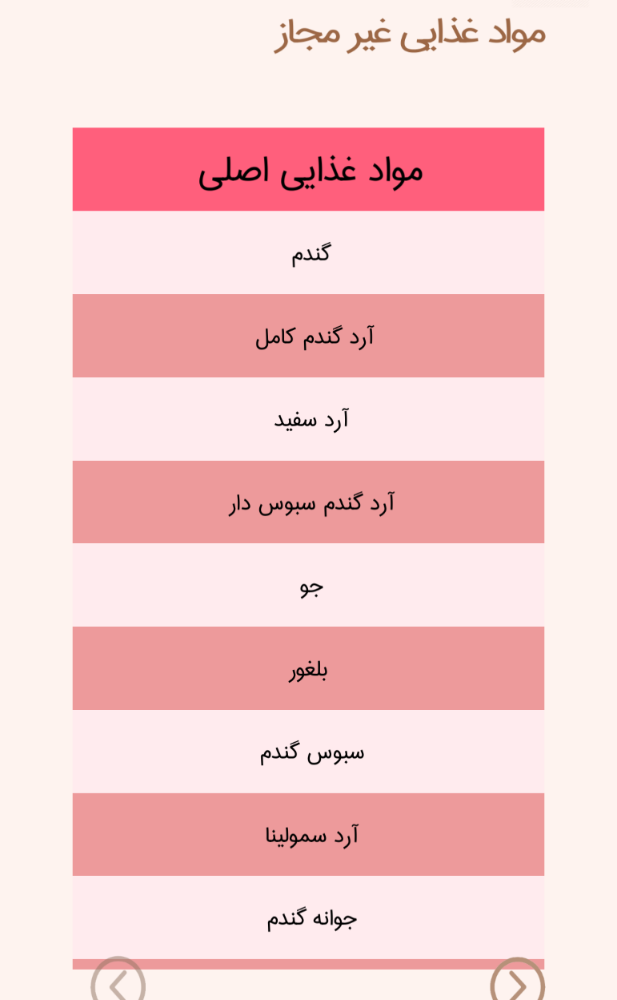 مواد غذایی غیر مجاز
مواد غذایی اصلی
گندم
آرد گندم کامل
آرد سفید
آرد گندم سبوس دار
جو
بلغور
سبوس گندم
آرد سمولینا
جوانه گندم